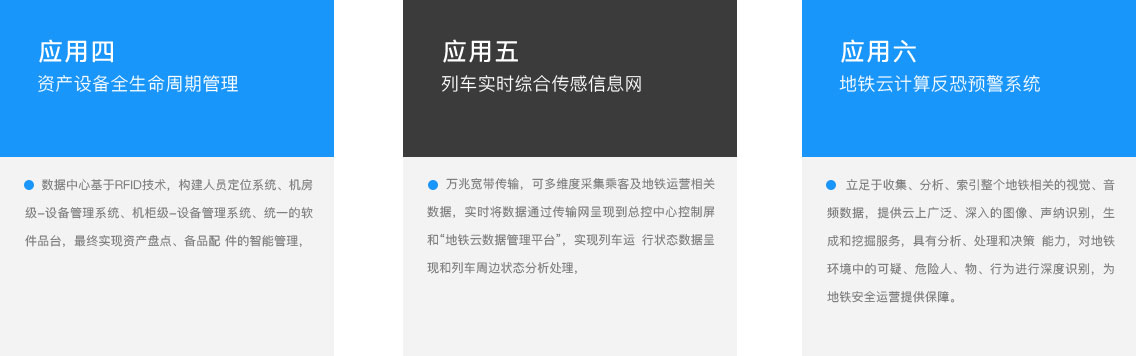 应用四
资产设备全生命周期管理
数据中心基于RFID技术，构建人员定位系统、机房
级-设备管理系统、机柜级-设备管理系统、统一的软
件品台，最终实现资产盘点、备品配 件的智能管理，
应用五
列车实时综合传感信息网
万兆宽带传输，可多维度采集乘客及地铁运营相关
数据，实时将数据通过传输网呈现到总控中心控制屏
和“地铁云数据管理平台”，实现列车运 行状态数据呈
现和列车周边状态分析处理，
应用六
地铁云计算反恐预警系统
立足于收集、分析、索引整个地铁相关的视觉、音
频数据，提供云上广泛、深入的图像、声纳识别，生
成和挖掘服务，具有分析、处理和决策 能力，对地铁
环境中的可疑、危险人、物、行为进行深度识别，为
地铁安全运营提供保障。